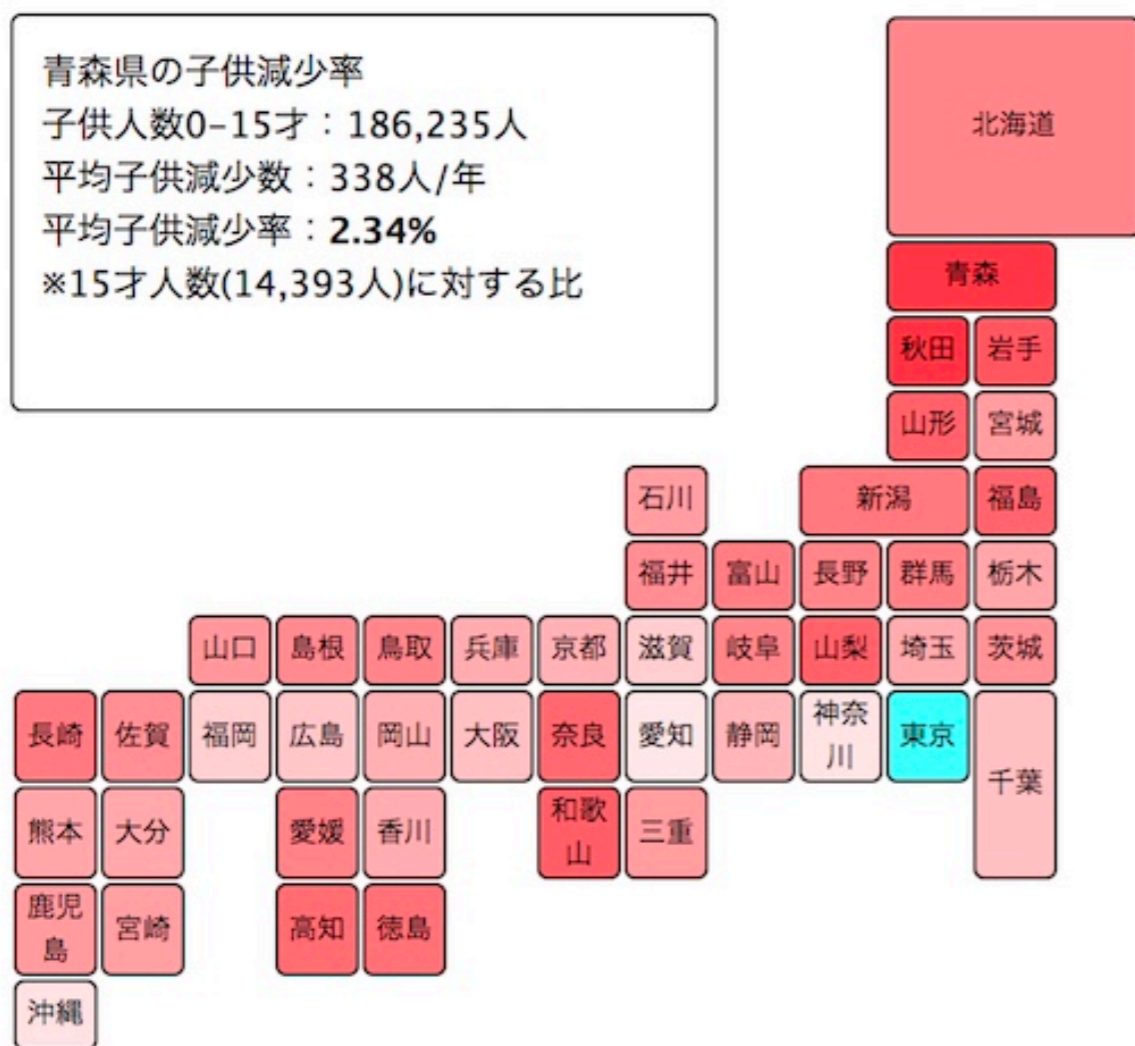 青森県の子供減少率
子供人数0-15才：186,235人
平均子供減少数：338人/年
平均子供減少率：2.34%
※15才人数(14,393人)に対する比
北海道
青森
秋田 岩手
山形 宮城
石川 新潟 福島
福井 富山 長野 群馬 栃木
山口 島根 鳥取 兵庫 京都 滋賀 岐阜 山梨 埼玉 茨城
長崎 佐賀 福岡 広島 岡山 大阪 奈良 愛知 静岡 神奈川 東京
千葉
熊本 大分 愛媛 香川 和歌山 三重
鹿児島 宮崎 高知 徳島
沖縄